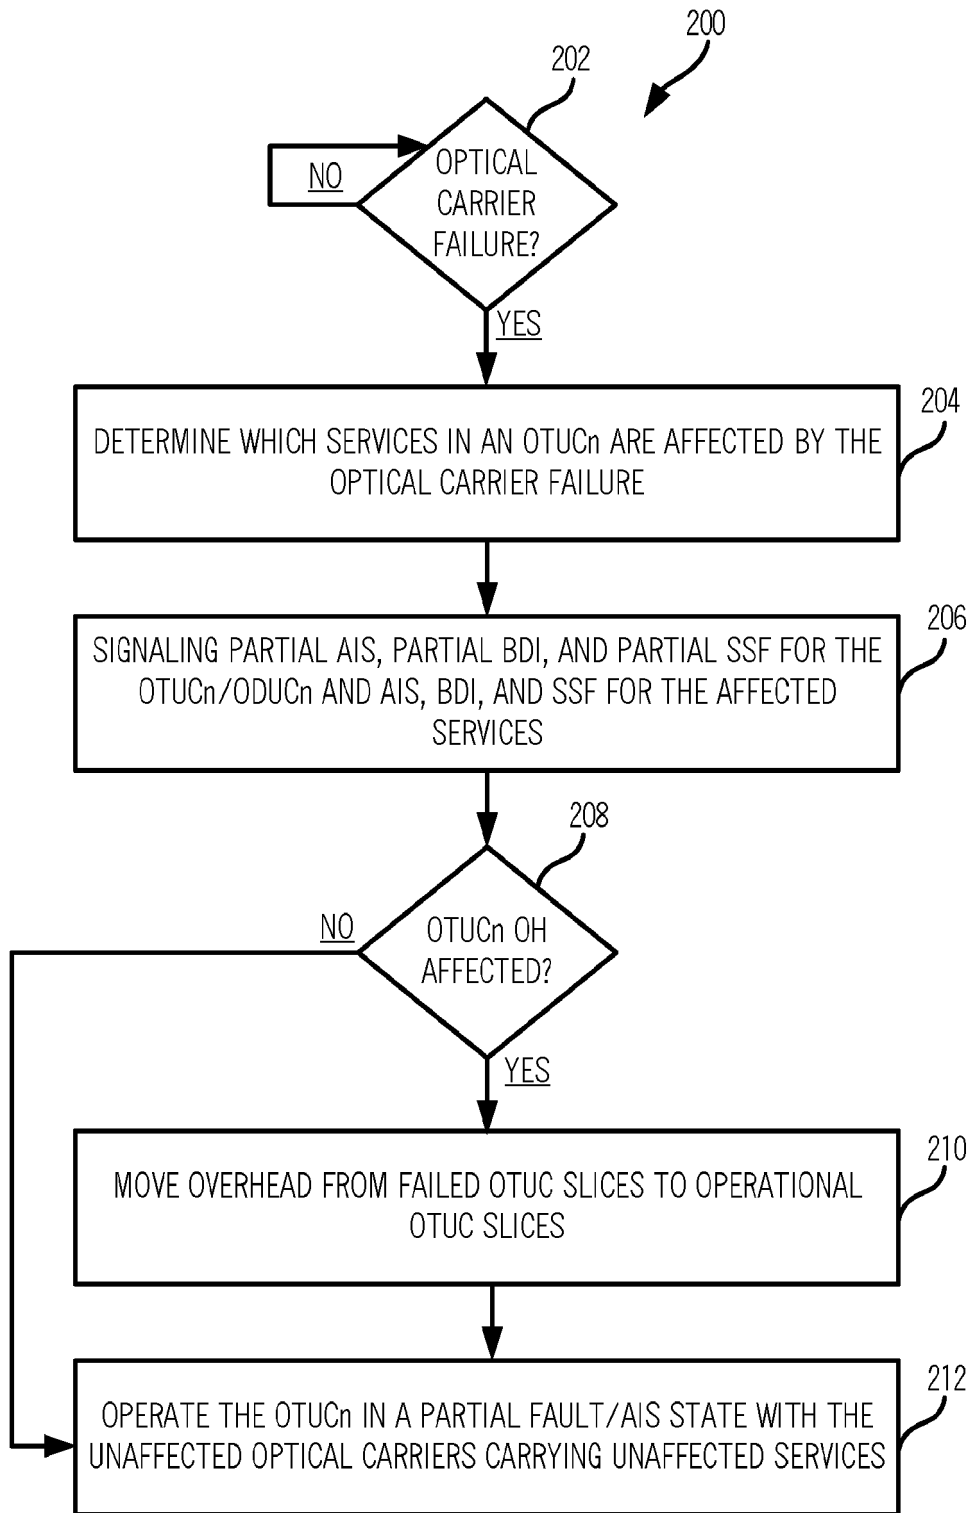 200
202
OPTICAL
CARRIER
FAILURE?
NO
YES
204
DETERMINE WHICH SERVICES IN AN OTUCn ARE AFFECTED BY THE
OPTICAL CARRIER FAILURE
206
SIGNALING PARTIAL AIS, PARTIAL BDI, AND PARTIAL SSF FOR THE
OTUCn/ODUCn AND AIS, BDI, AND SSF FOR THE AFFECTED
SERVICES
208
NO
OTUCn OH
AFFECTED?
YES
210
MOVE OVERHEAD FROM FAILED OTUC SLICES TO OPERATIONAL
OTUC SLICES
212
OPERATE THE OTUCn IN A PARTIAL FAULT/AIS STATE WITH THE
UNAFFECTED OPTICAL CARRIERS CARRYING UNAFFECTED SERVICES